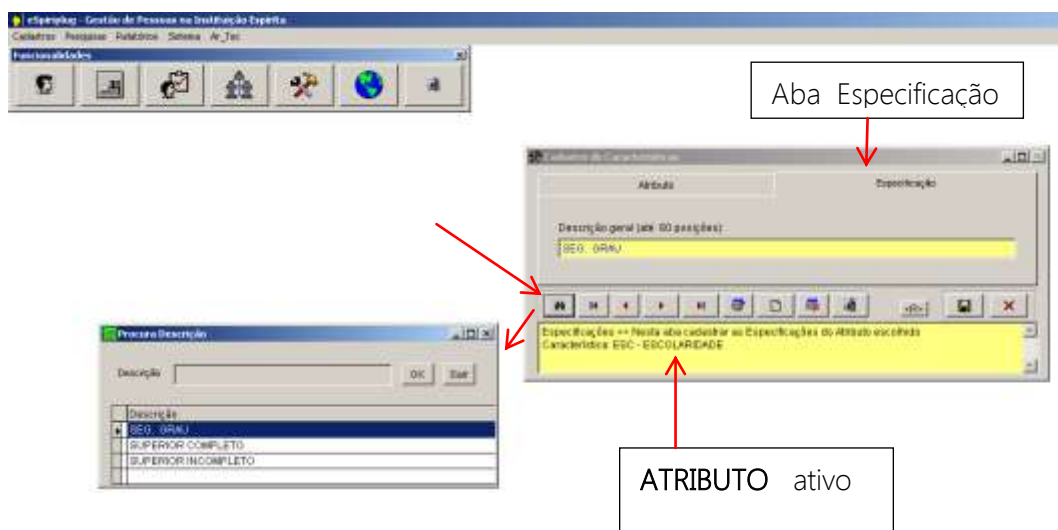 eSpiriplug - Gestão de Pessoas na Instituição Espírita
Cadastros Pesquisas Relatórios Sistema Ar_Tec
Funcionalidades
Aba Especificação
Cadastro de Características
Atributo Especificação
Descrição geral (até 80 posições)
SEG. GRAU
Especificações => Nesta aba cadastrar as Especificações do Atributo escolhido
Característica: ESC - ESCOLARIDADE
Procura Descrição
Descrição OK Sair
Descrição
SEG. GRAU
SUPERIOR COMPLETO
SUPERIOR INCOMPLETO
ATRIBUTO ativo